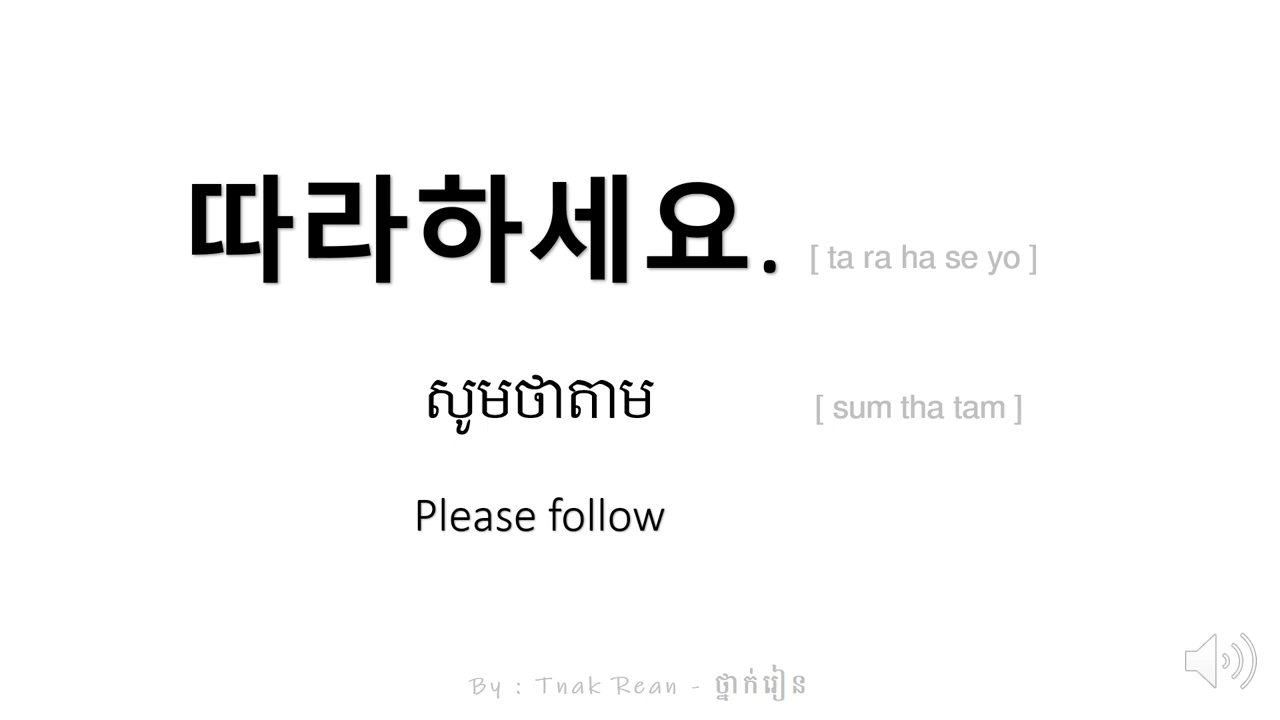 따라하세요. [ ta ra ha se yo ]
សូមថាតាម [ sum tha tam ]
Please follow
By : Tnak Rean - ថ្នាក់រៀន